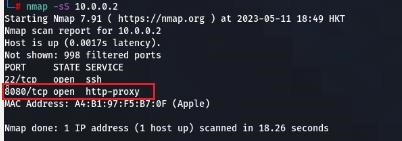 # nmap -sS 10.0.0.2
Starting Nmap 7.91 ( https://nmap.org ) at 2023-05-11 18:49 HKT
Nmap scan report for 10.0.0.2
Host is up (0.0017s latency).
Not shown: 998 filtered ports
PORT STATE SERVICE
22/tcp open ssh
8080/tcp open http-proxy
MAC Address: A4:B1:97:F5:B7:0F (Apple)
Nmap done: 1 IP address (1 host up) scanned in 18.26 seconds